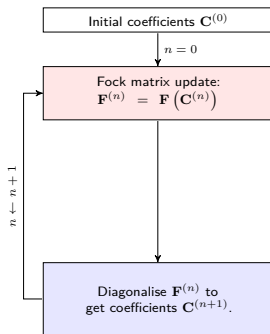 Initial coefficients C^(0)
n = 0
Fock matrix update:
F^(n) = F (C^(n))
n ← n + 1
Diagonalise F^(n) to
get coefficients C^(n+1).